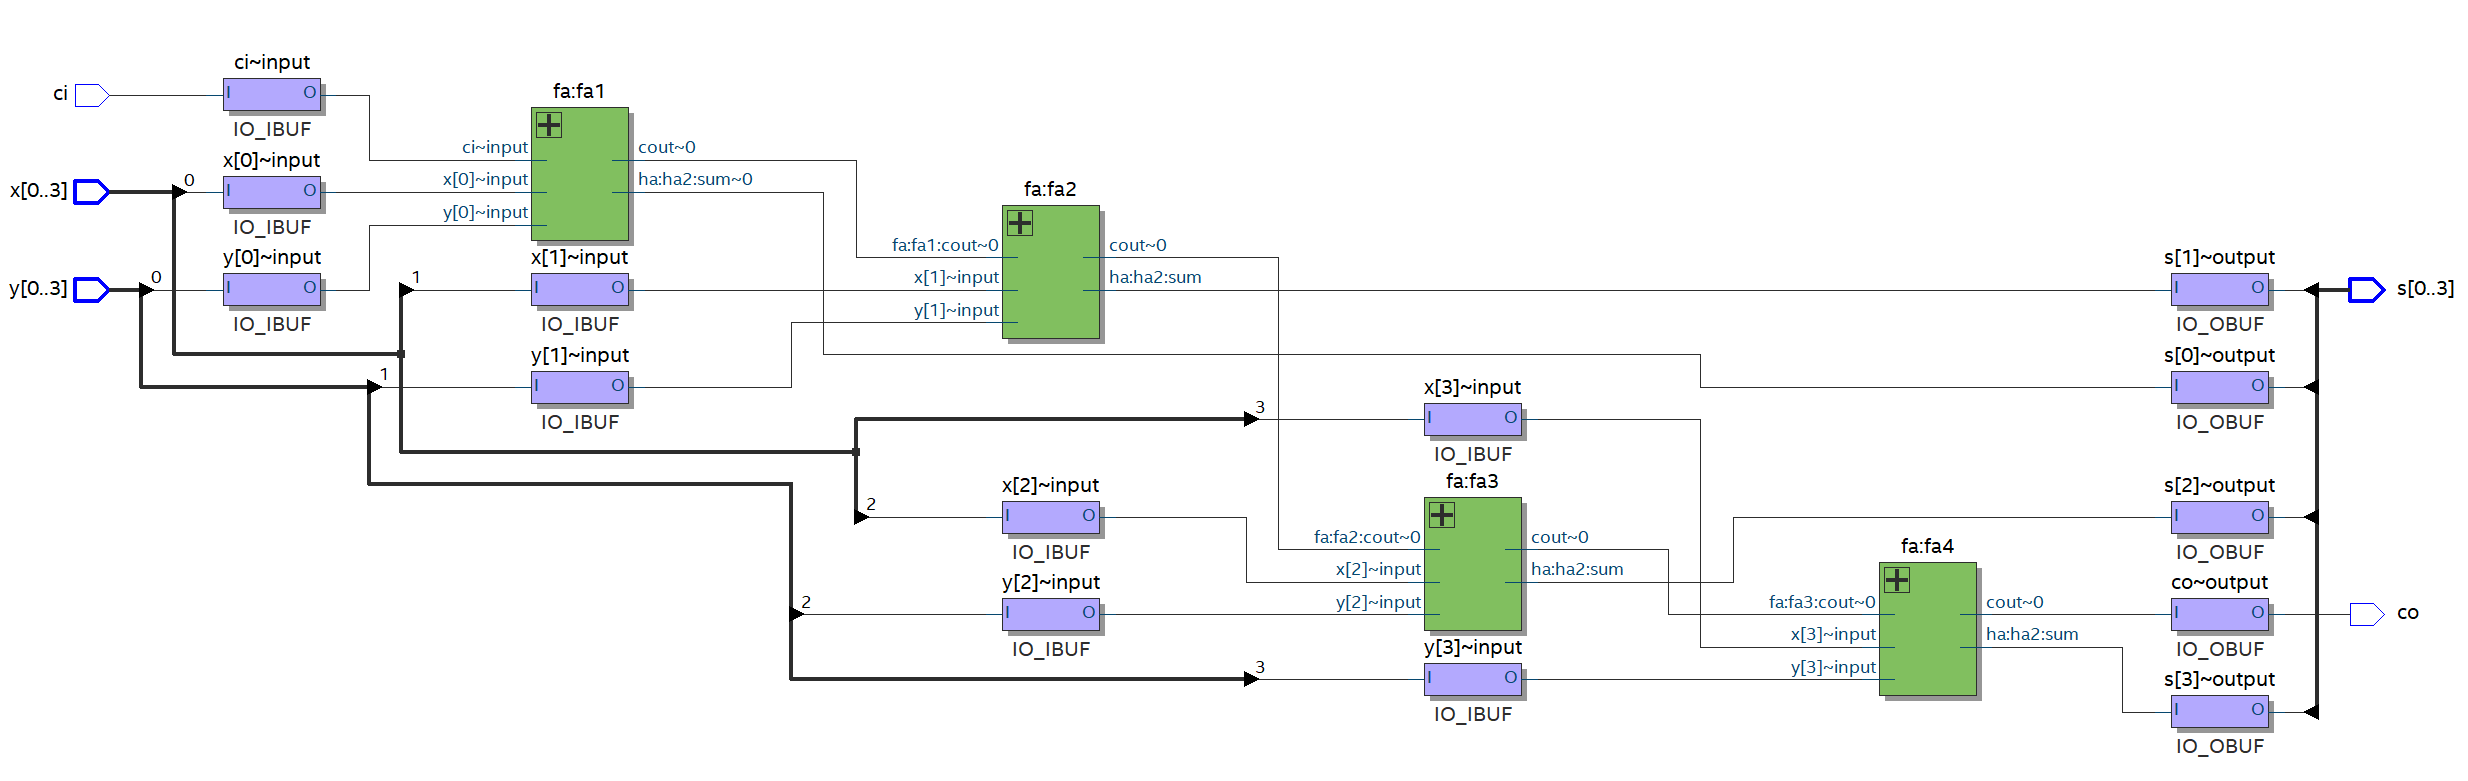 ci
ci~input
I O
IO_IBUF
x[0..3]
0
x[0]~input
I O
IO_IBUF
y[0..3]
0
y[0]~input
I O
IO_IBUF
fa:fa1
ci~input
x[0]~input
y[0]~input
cout~0
ha:ha2:sum~0
1
x[1]~input
I O
IO_IBUF
1
y[1]~input
I O
IO_IBUF
fa:fa2
fa:fa1:cout~0
x[1]~input
y[1]~input
cout~0
ha:ha2:sum
2
x[2]~input
I O
IO_IBUF
2
y[2]~input
I O
IO_IBUF
3
x[3]~input
I O
IO_IBUF
fa:fa3
fa:fa2:cout~0
x[2]~input
y[2]~input
cout~0
ha:ha2:sum
3
y[3]~input
I O
IO_IBUF
fa:fa4
fa:fa3:cout~0
x[3]~input
y[3]~input
cout~0
ha:ha2:sum
s[1]~output
I O
IO_OBUF
s[0..3]
s[0]~output
I O
IO_OBUF
s[2]~output
I O
IO_OBUF
co~output
I O
IO_OBUF
co
s[3]~output
I O
IO_OBUF